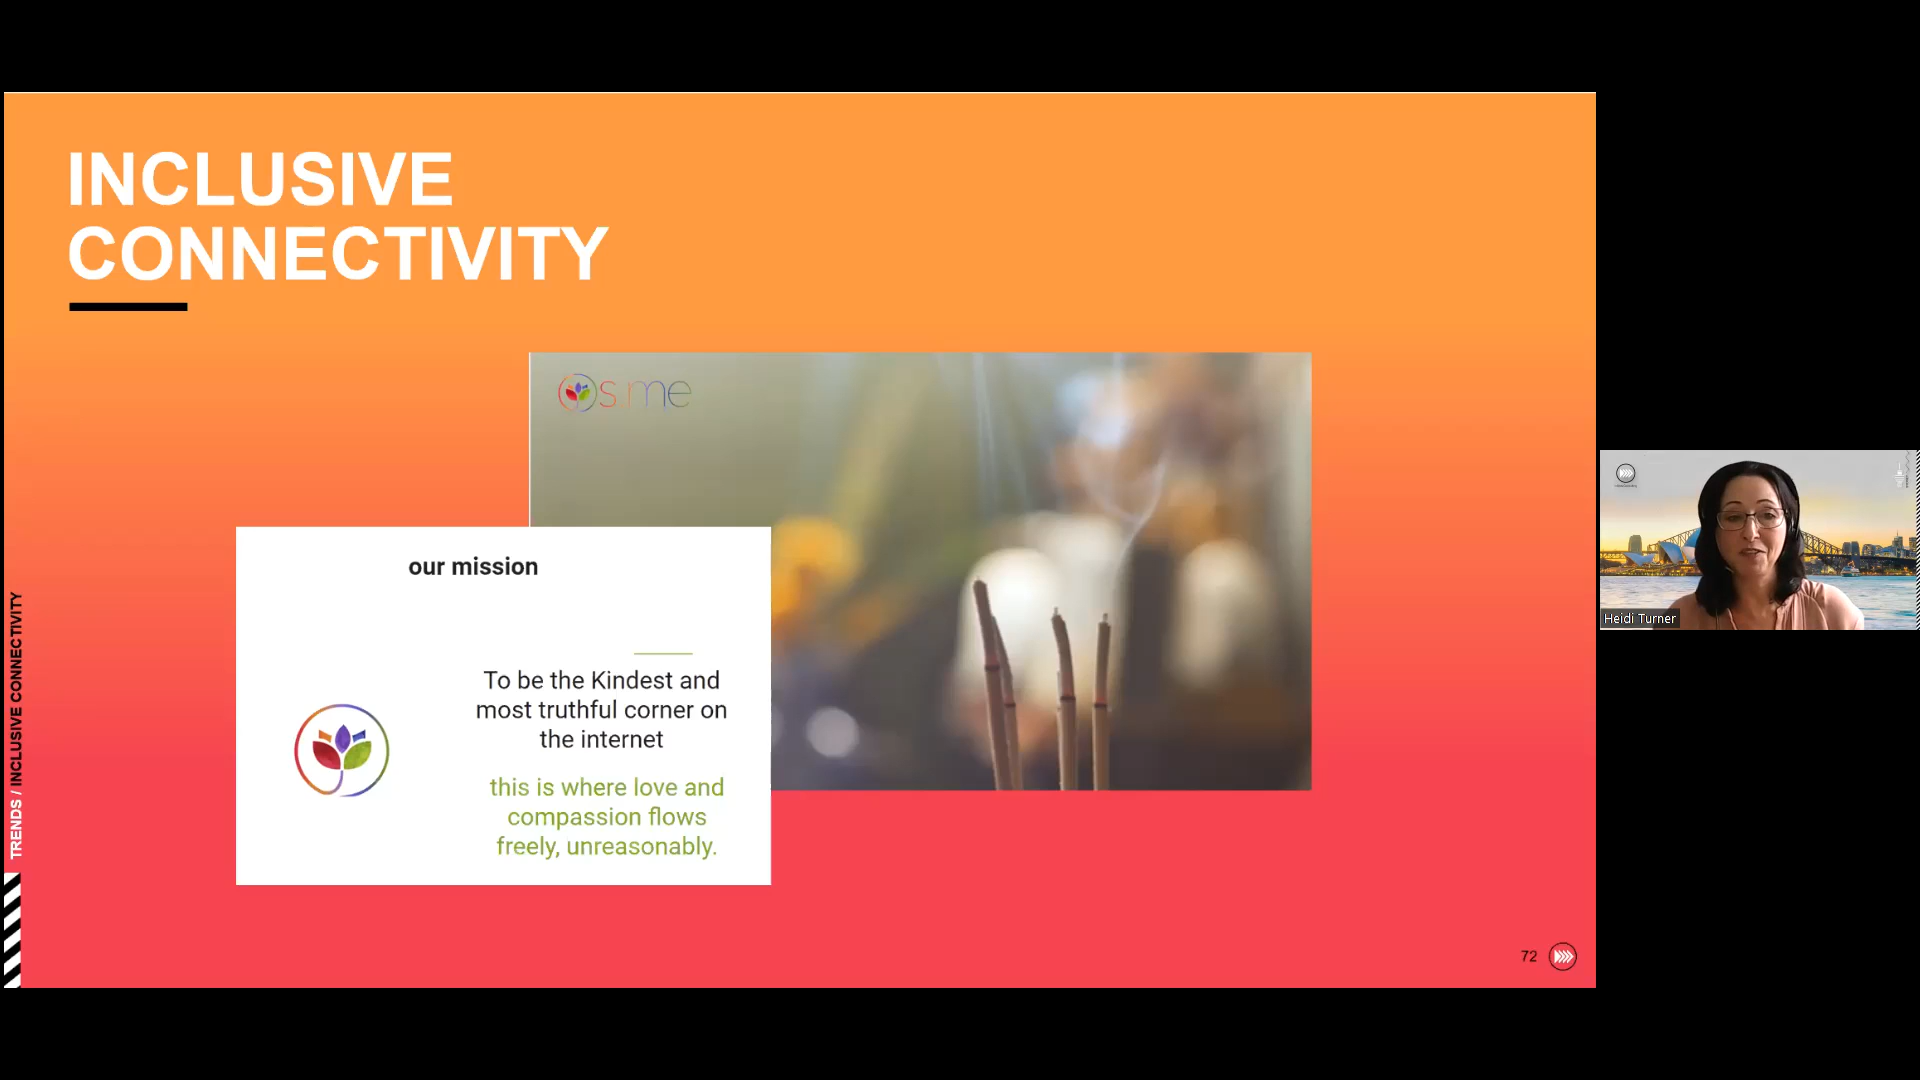 INCLUSIVE
CONNECTIVITY
s.me
our mission
To be the Kindest and
most truthful corner on
the internet
this is where love and
compassion flows
freely, unreasonably.
TRENDS / INCLUSIVE CONNECTIVITY
72
Heidi Turner